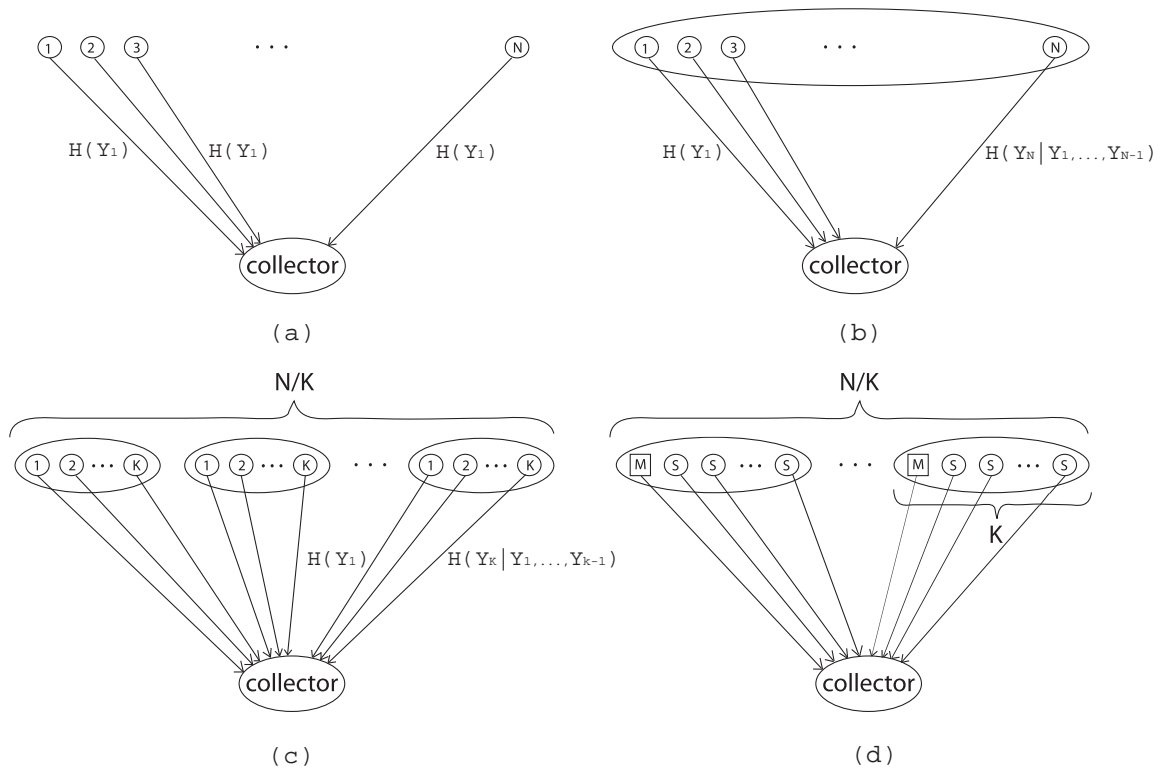 1 2 3 · · · N
H(Y1) H(Y1) H(Y1)
collector
(a)
1 2 3 · · · N
H(Y1) H(YN|Y1,...,YN-1)
collector
(b)
N/K
1 2 ··· K 1 2 ··· K · · · 1 2 ··· K
H(Y1) H(YK|Y1,...,Yk-1)
collector
(c)
N/K
M S S ··· S · · · M S S ··· S
K
collector
(d)